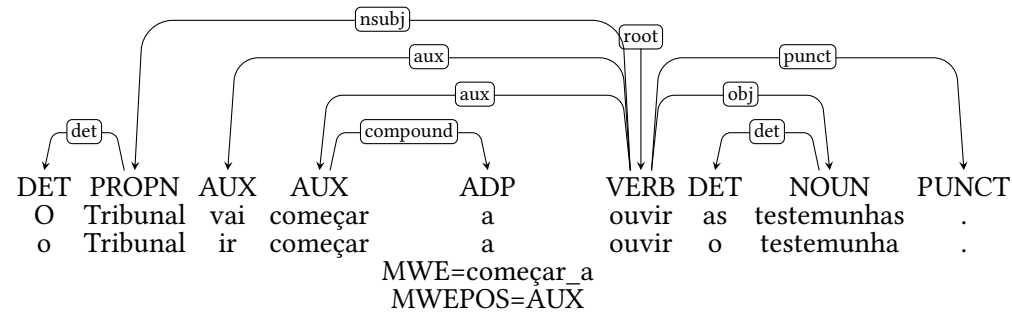 nsubj
root
aux
punct
aux
obj
det
compound
det
DET PROPN AUX AUX ADP VERB DET NOUN PUNCT
O Tribunal vai começar a ouvir as testemunhas .
o Tribunal ir começar a ouvir o testemunha .
MWE=começar_a
MWEPOS=AUX